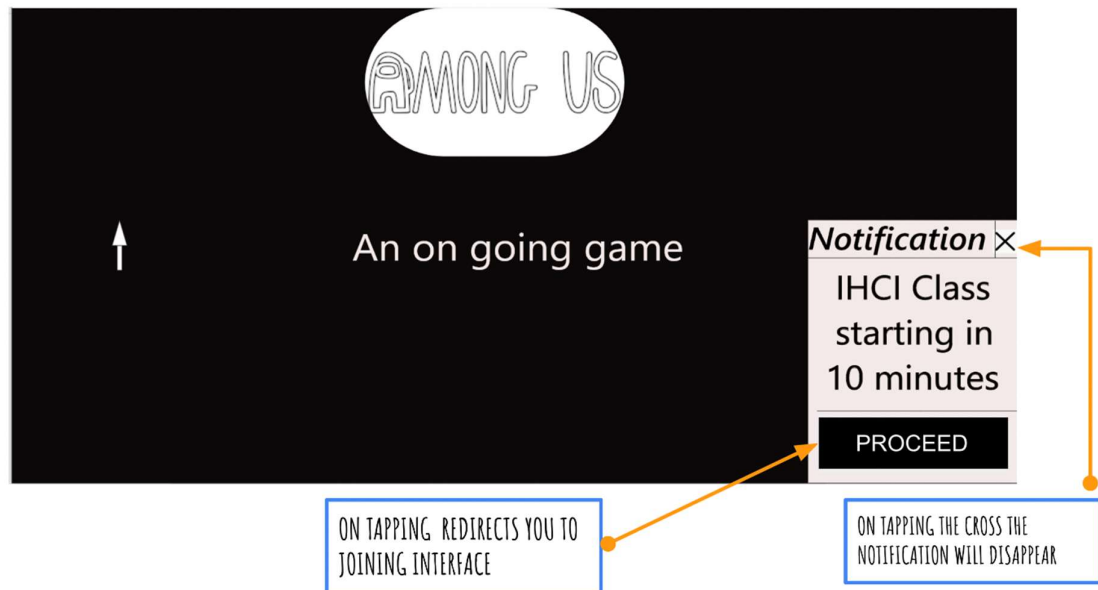 AMONG US
An on going game
Notification ×
IHCI Class
starting in
10 minutes
PROCEED
ON TAPPING REDIRECTS YOU TO
JOINING INTERFACE
ON TAPPING THE CROSS THE
NOTIFICATION WILL DISAPPEAR